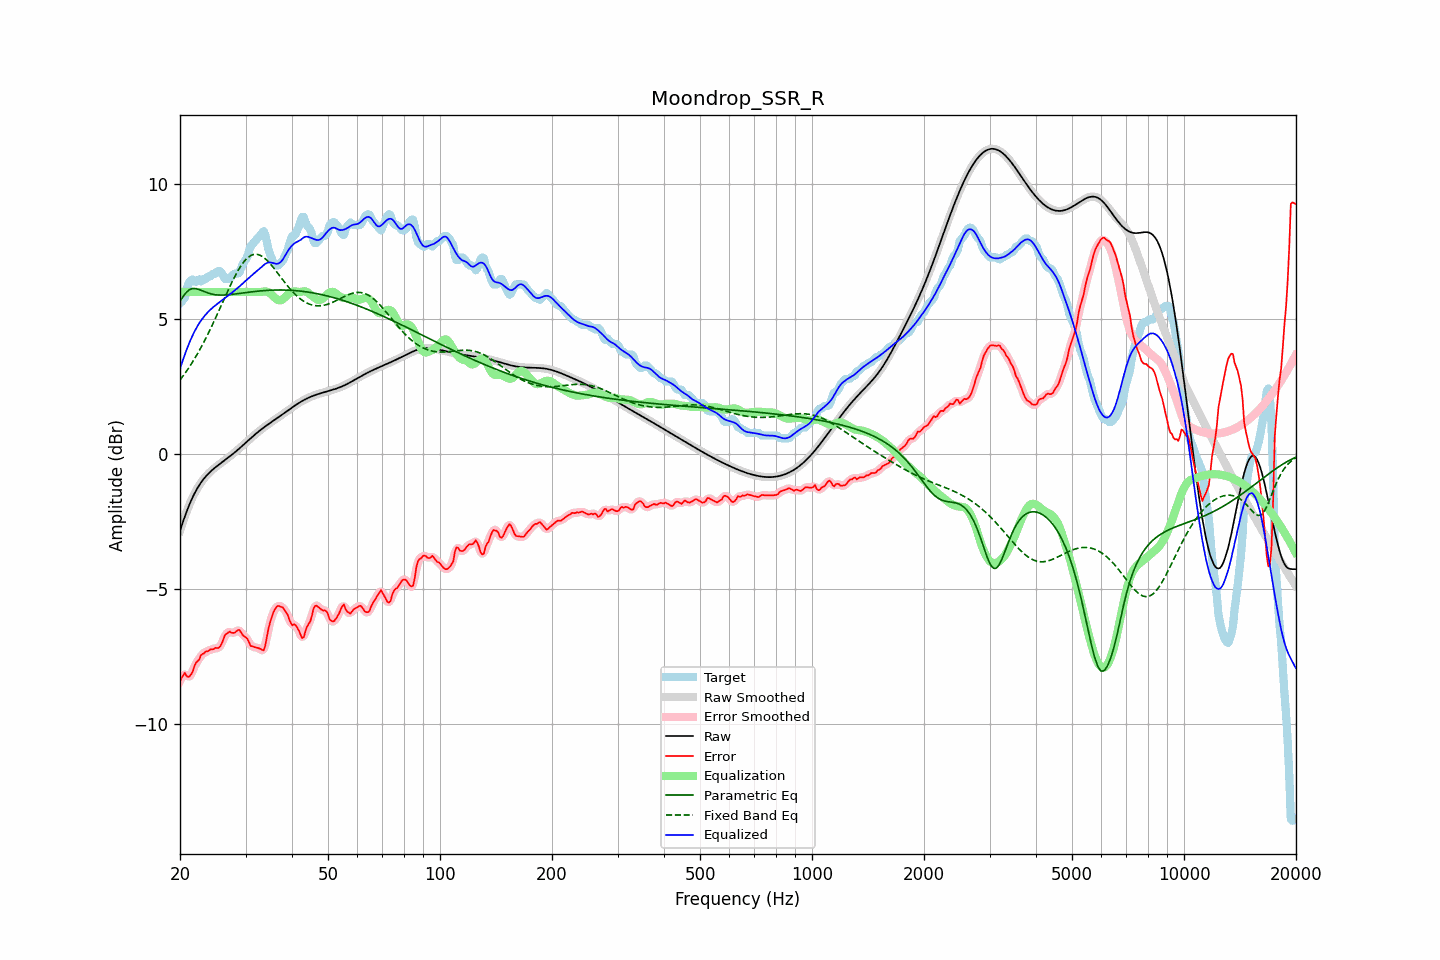 Moondrop_SSR_R
Amplitude (dBr)
10
5
0
−5
−10
Target
Raw Smoothed
Error Smoothed
Raw
Error
Equalization
Parametric Eq
Fixed Band Eq
Equalized
20 50 100 200 500 1000 2000 5000 10000 20000
Frequency (Hz)